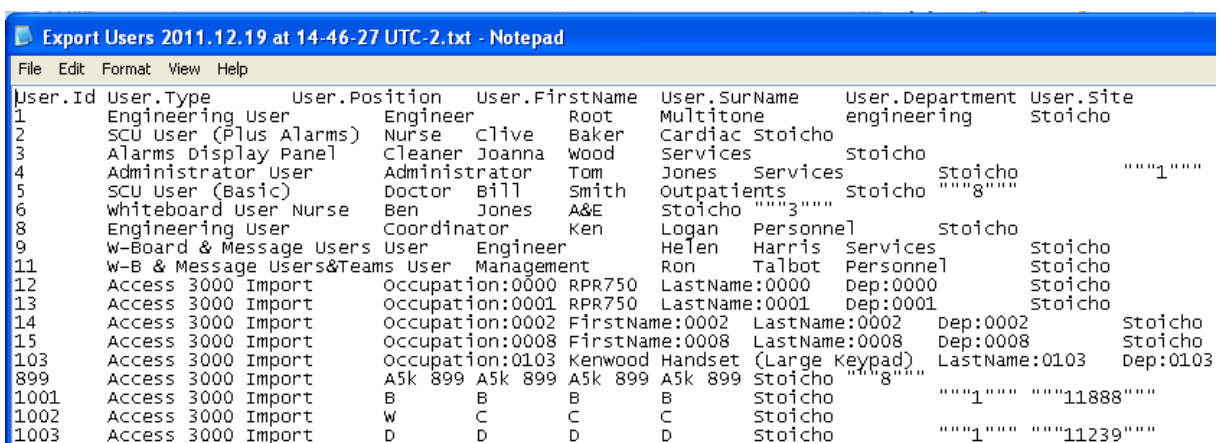 Export Users 2011.12.19 at 14-46-27 UTC-2.txt - Notepad
File Edit Format View Help
User.Id User.Type User.Position User.FirstName User.SurName User.Department User.Site
1 Engineering User Engineer Root Multitone engineering Stoicho
2 SCU User (Plus Alarms) Nurse Clive Baker Cardiac Stoicho
3 Alarms Display Panel Cleaner Joanna Wood Services Stoicho
4 Administrator User Administrator Tom Jones Services Stoicho """1"""
5 SCU User (Basic) Doctor Bill Smith Outpatients Stoicho """8"""
6 Whiteboard User Nurse Ben Jones A&E Stoicho """3"""
8 Engineering User Coordinator Ken Logan Personnel Stoicho
9 W-Board & Message Users User Engineer Helen Harris Services Stoicho
11 W-B & Message Users&Teams User Management Ron Talbot Personnel Stoicho
12 Access 3000 Import Occupation:0000 RPR750 LastName:0000 Dep:0000 Stoicho
13 Access 3000 Import Occupation:0001 RPR750 LastName:0001 Dep:0001 Stoicho
14 Access 3000 Import Occupation:0002 FirstName:0002 LastName:0002 Dep:0002 Stoicho
15 Access 3000 Import Occupation:0008 FirstName:0008 LastName:0008 Dep:0008 Stoicho
103 Access 3000 Import Occupation:0103 Kenwood Handset (Large Keypad) LastName:0103 Dep:0103
899 Access 3000 Import A5k 899 A5k 899 A5k 899 A5k 899 Stoicho """8"""
1001 Access 3000 Import B B B B Stoicho """1""" """11888"""
1002 Access 3000 Import W C C C Stoicho
1003 Access 3000 Import D D D D Stoicho """1""" """11239"""